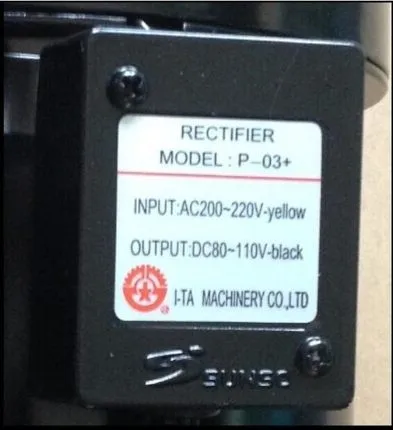 RECTIFIER
MODEL : P-03+
INPUT:AC200~220V-yellow
OUTPUT:DC80~110V-black
® I-TA MACHINERY CO.,LTD
SUNGO